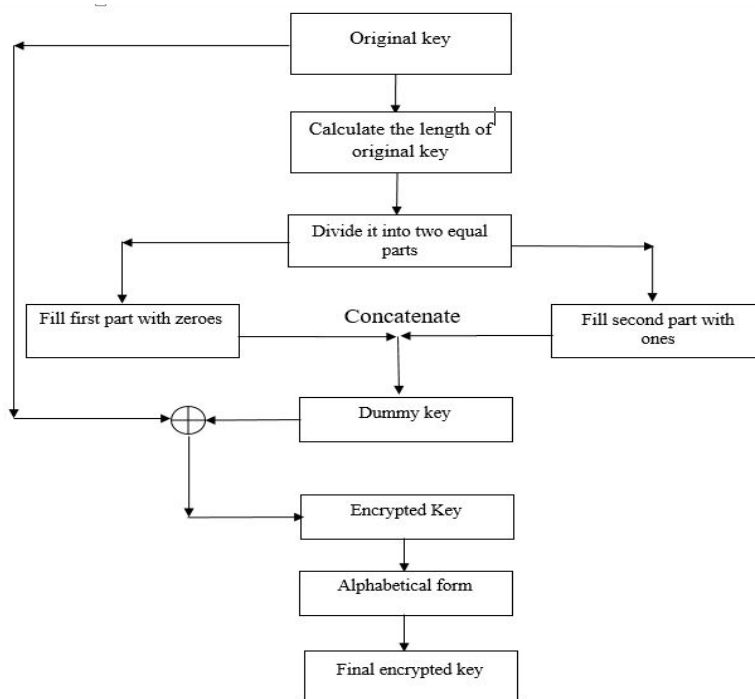 Original key
Calculate the length of
original key
Divide it into two equal
parts
Fill first part with zeroes
Concatenate
Fill second part with
ones
Dummy key
Encrypted Key
Alphabetical form
Final encrypted key